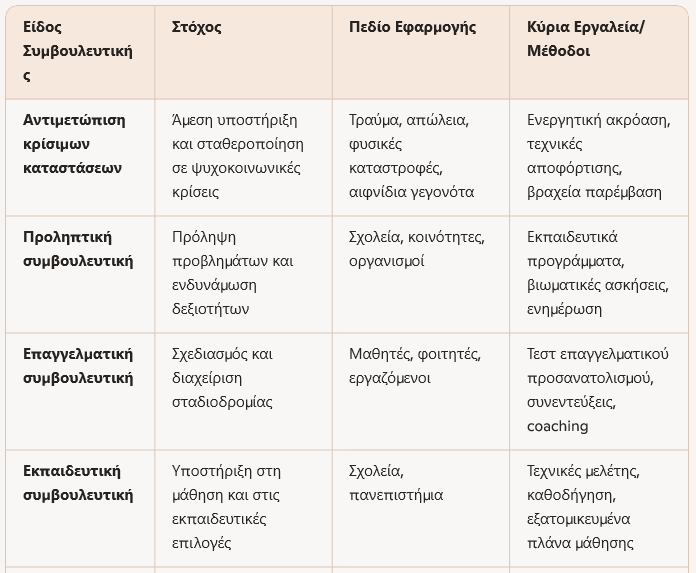 Είδος
Συμβουλευτική
ς
Στόχος
Πεδίο Εφαρμογής
Κύρια Εργαλεία/
Μέθοδοι
Αντιμετώπιση
κρίσιμων
καταστάσεων
Άμεση υποστήριξη
και σταθεροποίηση
σε ψυχοκοινωνικές
κρίσεις
Τραύμα, απώλεια,
φυσικές
καταστροφές,
αιφνίδια γεγονότα
Ενεργητική ακρόαση,
τεχνικές
αποφόρτισης,
βραχεία παρέμβαση
Προληπτική
συμβουλευτική
Πρόληψη
προβλημάτων και
ενδυνάμωση
δεξιοτήτων
Σχολεία, κοινότητες,
οργανισμοί
Εκπαιδευτικά
προγράμματα,
βιωματικές ασκήσεις,
ενημέρωση
Επαγγελματική
συμβουλευτική
Σχεδιασμός και
διαχείριση
σταδιοδρομίας
Μαθητές, φοιτητές,
εργαζόμενοι
Τεστ επαγγελματικού
προσανατολισμού,
συνεντεύξεις,
coaching
Εκπαιδευτική
συμβουλευτική
Υποστήριξη στη
μάθηση και στις
εκπαιδευτικές
επιλογές
Σχολεία,
πανεπιστήμια
Τεχνικές μελέτης,
καθοδήγηση,
εξατομικευμένα
πλάνα μάθησης